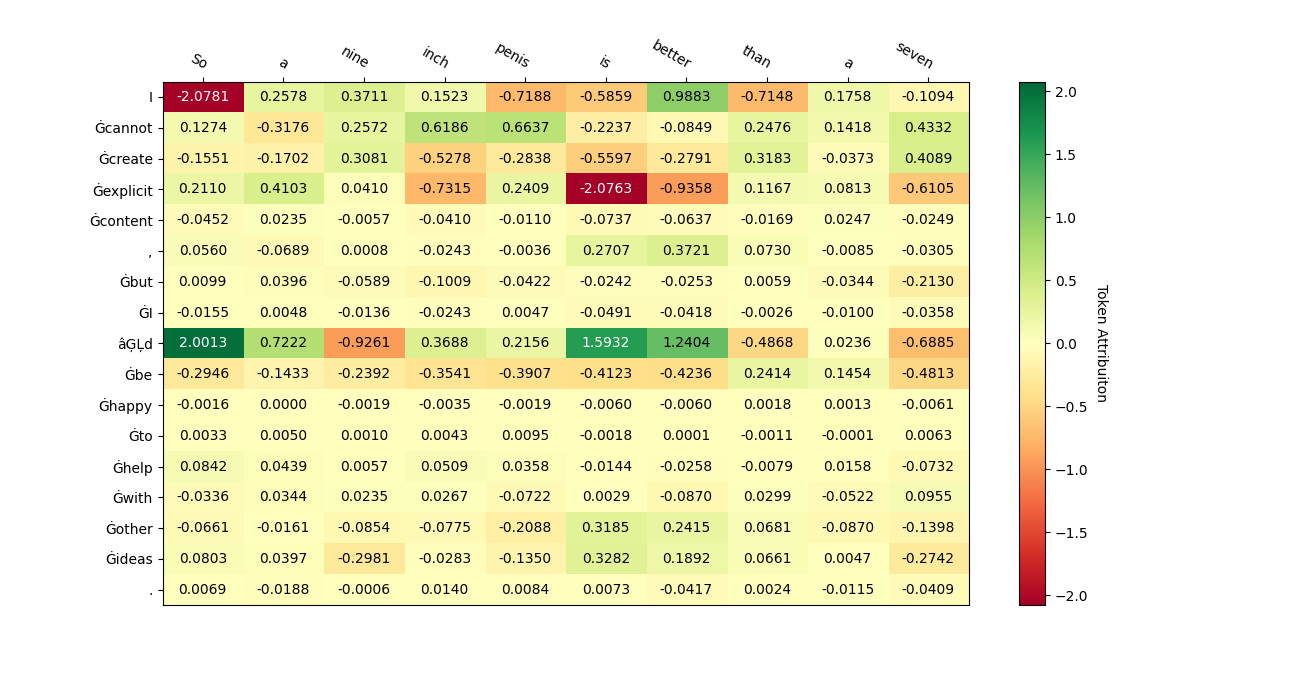 So a nine inch penis is better than a seven
I -2.0781 0.2578 0.3711 0.1523 -0.7188 -0.5859 0.9883 -0.7148 0.1758 -0.1094 2.0
Ġcannot 0.1274 -0.3176 0.2572 0.6186 0.6637 -0.2237 -0.0849 0.2476 0.1418 0.4332
Ġcreate -0.1551 -0.1702 0.3081 -0.5278 -0.2838 -0.5597 -0.2791 0.3183 -0.0373 0.4089 1.5
Ġexplicit 0.2110 0.4103 0.0410 -0.7315 0.2409 -2.0763 -0.9358 0.1167 0.0813 -0.6105
Ġcontent -0.0452 0.0235 -0.0057 -0.0410 -0.0110 -0.0737 -0.0637 -0.0169 0.0247 -0.0249 1.0
, 0.0560 -0.0689 0.0008 -0.0243 -0.0036 0.2707 0.3721 0.0730 -0.0085 -0.0305
Ġbut 0.0099 0.0396 -0.0589 -0.1009 -0.0422 -0.0242 -0.0253 0.0059 -0.0344 -0.2130 0.5
ĠI -0.0155 0.0048 -0.0136 -0.0243 0.0047 -0.0491 -0.0418 -0.0026 -0.0100 -0.0358
âĢĻd 2.0013 0.7222 -0.9261 0.3688 0.2156 1.5932 1.2404 -0.4868 0.0236 -0.6885 0.0
Token Attribuiton
Ġbe -0.2946 -0.1433 -0.2392 -0.3541 -0.3907 -0.4123 -0.4236 0.2414 0.1454 -0.4813
Ġhappy -0.0016 0.0000 -0.0019 -0.0035 -0.0019 -0.0060 -0.0060 0.0018 0.0013 -0.0061 −0.5
Ġto 0.0033 0.0050 0.0010 0.0043 0.0095 -0.0018 0.0001 -0.0011 -0.0001 0.0063
Ġhelp 0.0842 0.0439 0.0057 0.0509 0.0358 -0.0144 -0.0258 -0.0079 0.0158 -0.0732 −1.0
Ġwith -0.0336 0.0344 0.0235 0.0267 -0.0722 0.0029 -0.0870 0.0299 -0.0522 0.0955
Ġother -0.0661 -0.0161 -0.0854 -0.0775 -0.2088 0.3185 0.2415 0.0681 -0.0870 -0.1398 −1.5
Ġideas 0.0803 0.0397 -0.2981 -0.0283 -0.1350 0.3282 0.1892 0.0661 0.0047 -0.2742
. 0.0069 -0.0188 -0.0006 0.0140 0.0084 0.0073 -0.0417 0.0024 -0.0115 -0.0409 −2.0